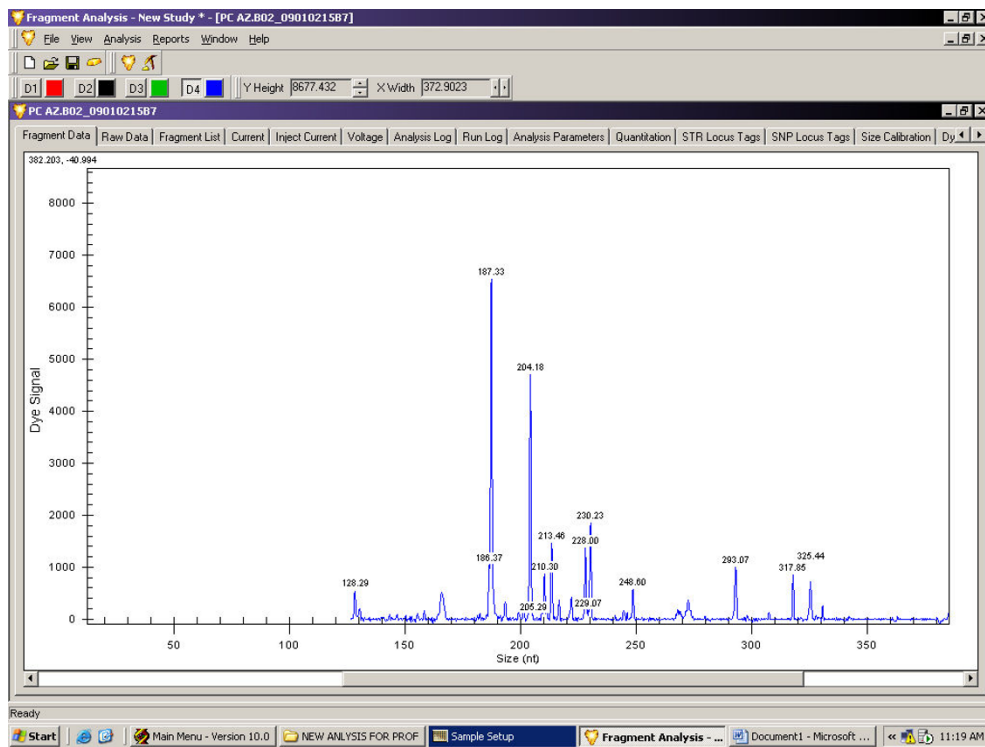 Fragment Analysis - New Study * - [PC AZ.B02_09010215B7]
File View Analysis Reports Window Help
D1 D2 D3 D4 Y Height 8677.432 X Width 372.9023
PC AZ.B02_09010215B7
Fragment Data Raw Data Fragment List Current Inject Current Voltage Analysis Log Run Log Analysis Parameters Quantitation STR Locus Tags SNP Locus Tags Size Calibration Dy
382.203, -40.994
8000
7000
187.33
6000
5000
204.18
Dye Signal
4000
3000
2000
230.23
213.46
228.00
186.37
325.44
1000
210.30
293.07
317.85
128.29
248.60
205.29
229.07
0
50 100 150 200 250 300 350
Size (nt)
Ready
Start Main Menu - Version 10.0 NEW ANLYSIS FOR PROF Sample Setup Fragment Analysis - ... Document1 - Microsoft ... « 11:19 AM